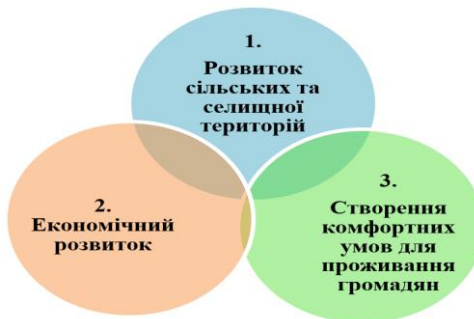 1.
Розвиток
сільських та
селищної
територій
2.
Економічний
розвиток
3.
Створення
комфортних
умов для
проживання
громадян